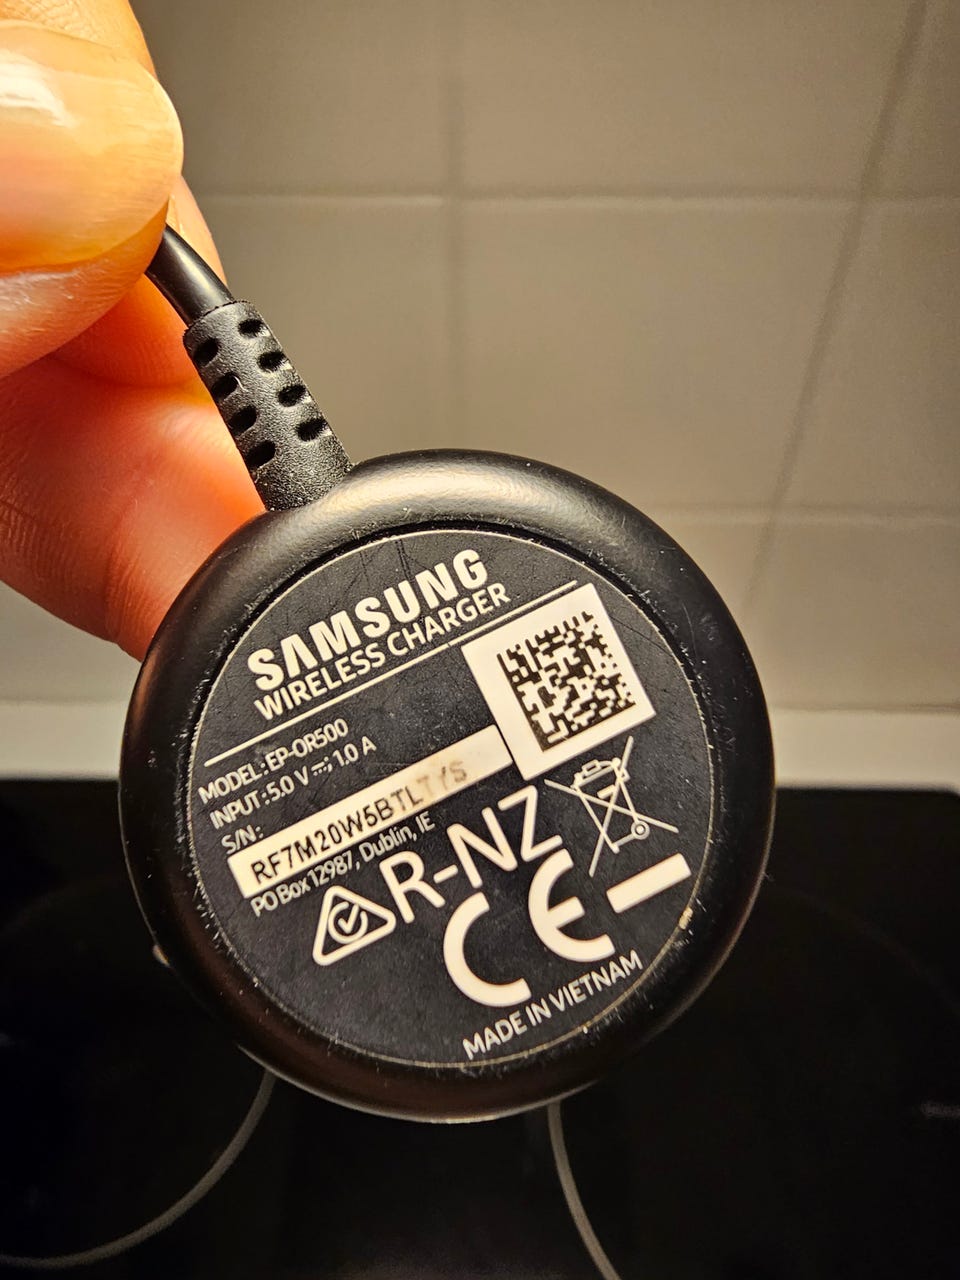 SAMSUNG
WIRELESS CHARGER
MODEL : EP-OR500
INPUT : 5.0 V ⎓; 1.0 A
S/N :
PO Box 12987, Dublin, IE
R-NZ
CE
MADE IN VIETNAM